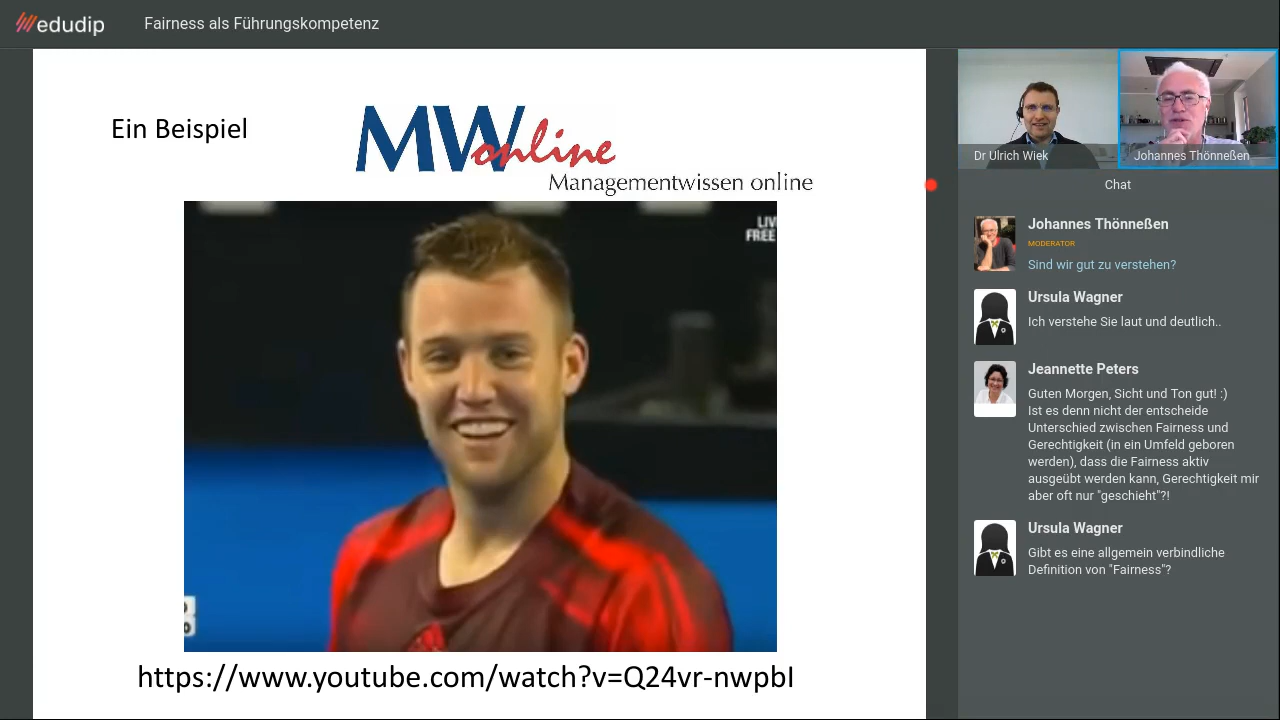 edudip
Fairness als Führungskompetenz
Ein Beispiel
MWonline
Managementwissen online
LIV
FREE
https://www.youtube.com/watch?v=Q24vr-nwpbI
Dr Ulrich Wiek
Johannes Thönneßen
Chat
Johannes Thönneßen
MODERATOR
Sind wir gut zu verstehen?
Ursula Wagner
Ich verstehe Sie laut und deutlich..
Jeannette Peters
Guten Morgen, Sicht und Ton gut! :)
Ist es denn nicht der entscheide
Unterschied zwischen Fairness und
Gerechtigkeit (in ein Umfeld geboren
werden), dass die Fairness aktiv
ausgeübt werden kann, Gerechtigkeit mir
aber oft nur "geschieht"?!
Ursula Wagner
Gibt es eine allgemein verbindliche
Definition von "Fairness"?